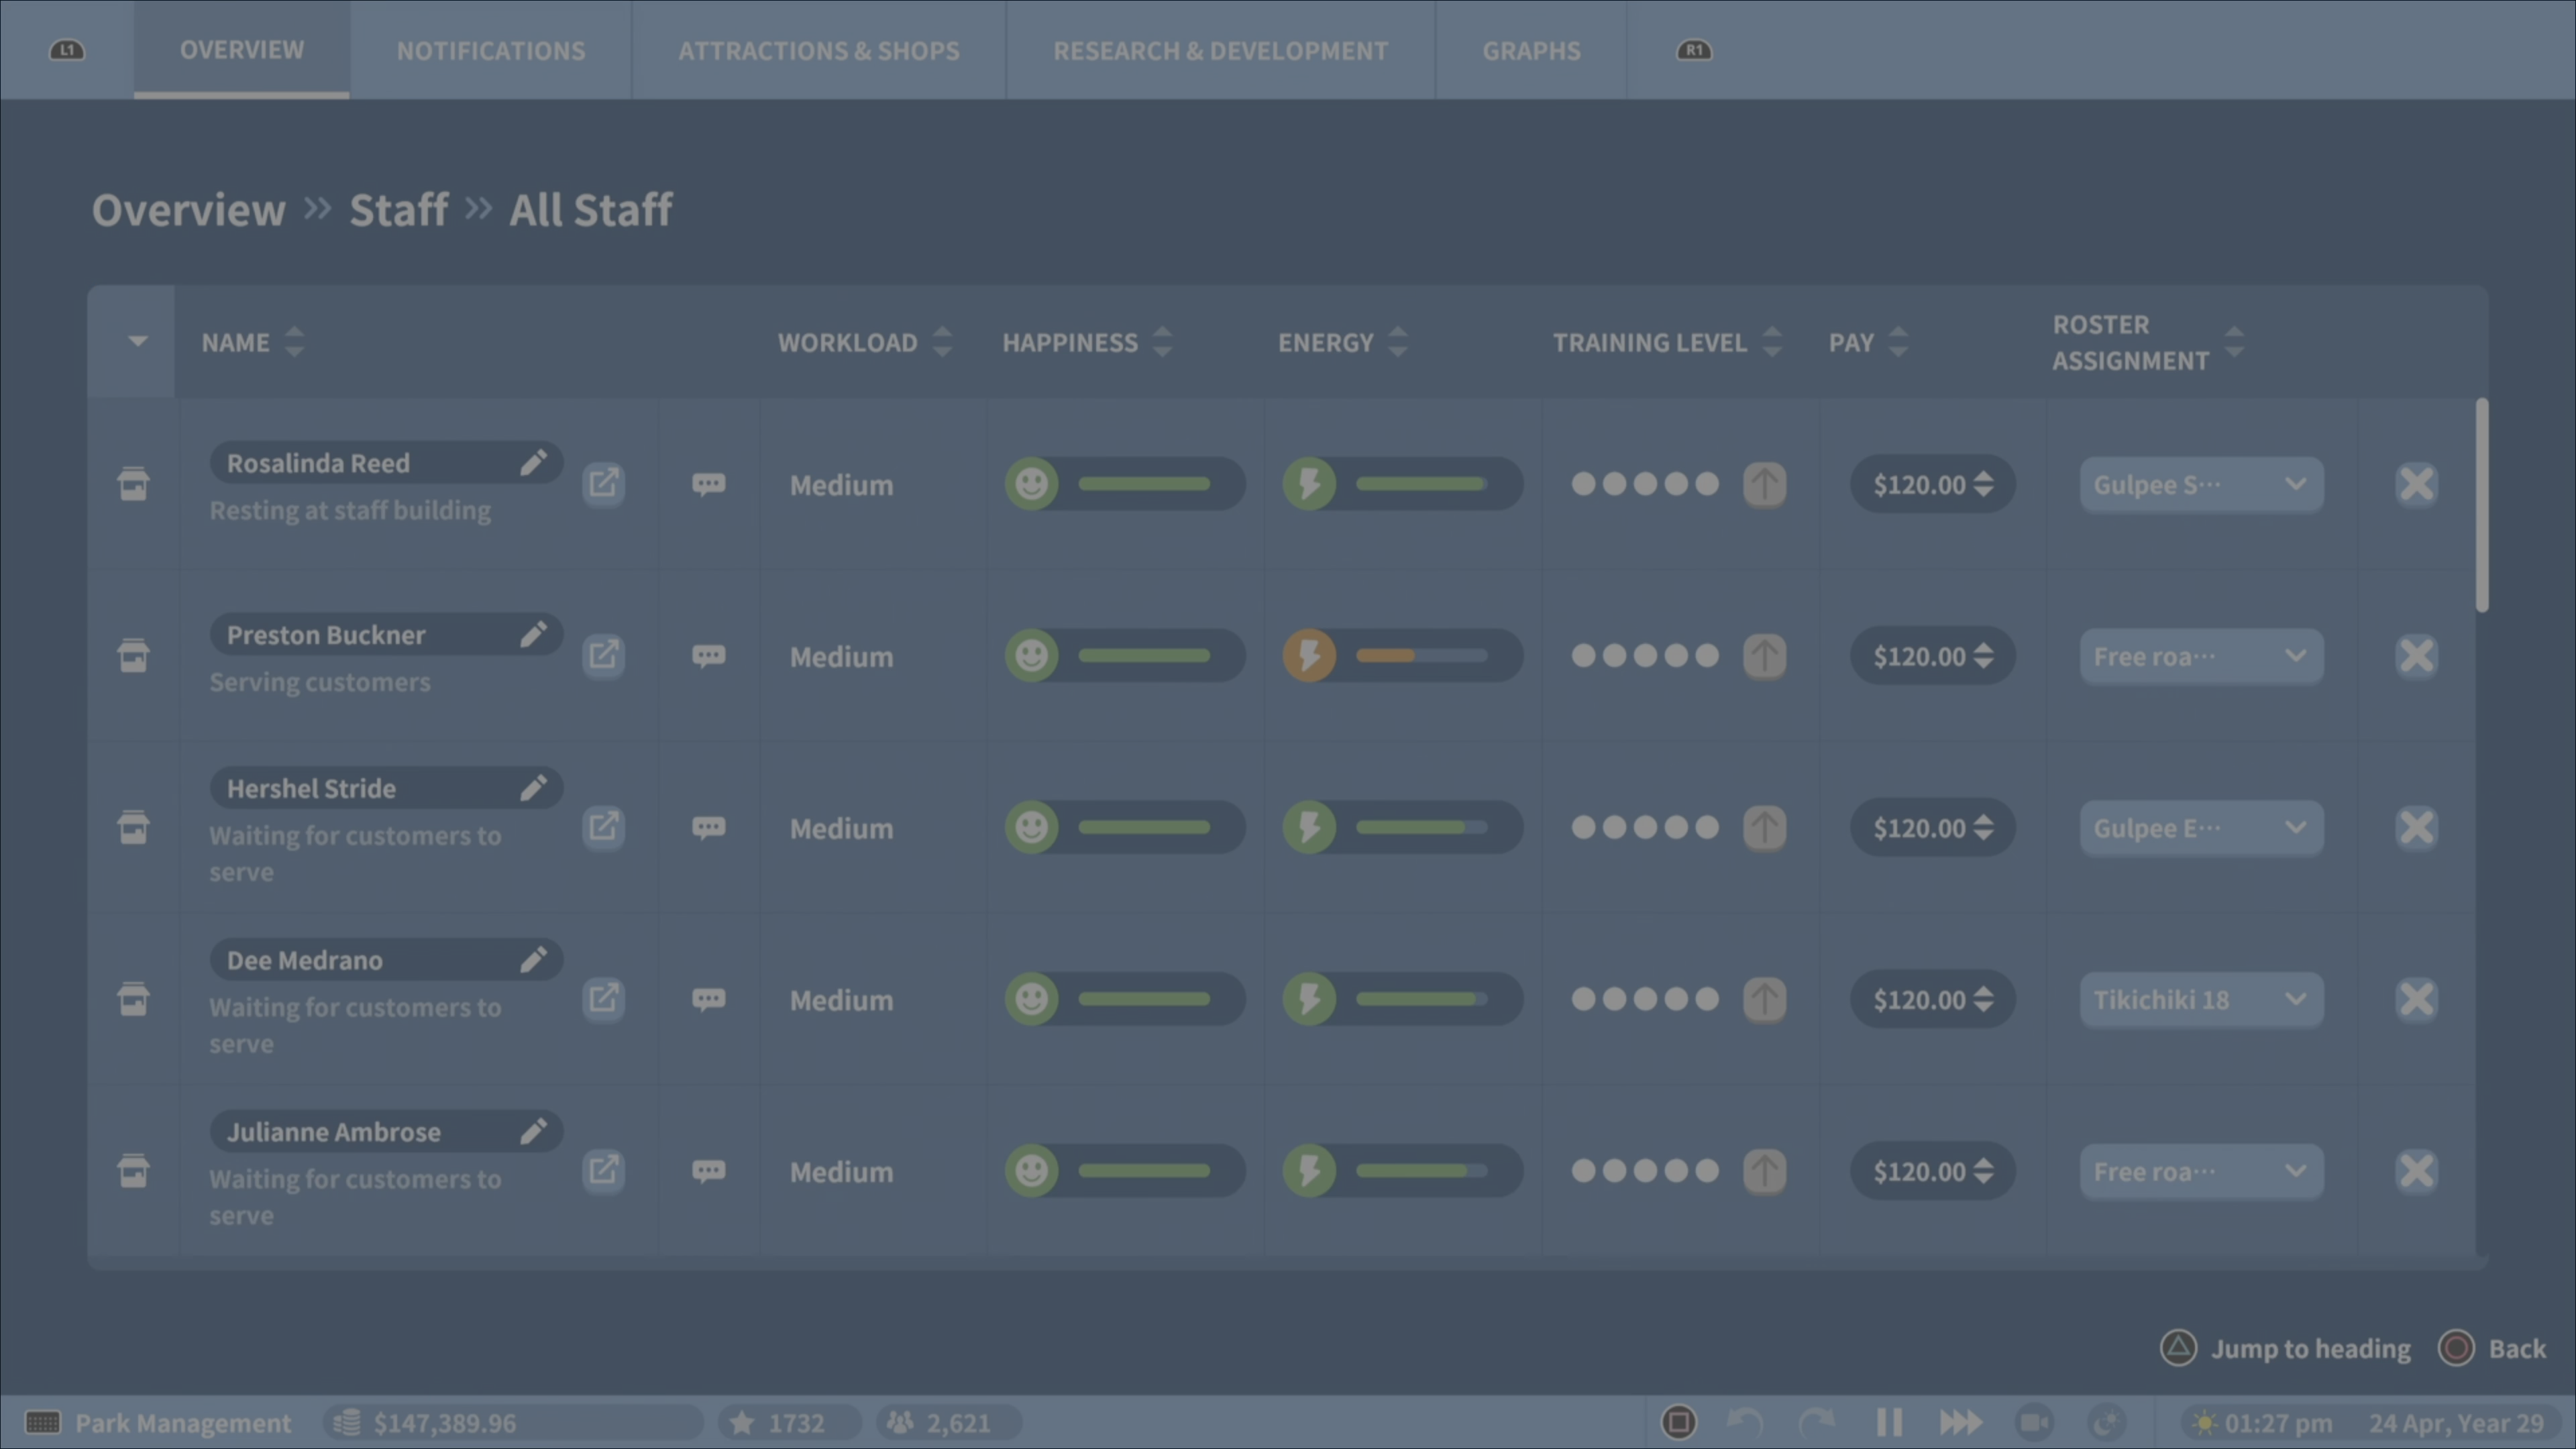 L1 OVERVIEW NOTIFICATIONS ATTRACTIONS & SHOPS RESEARCH & DEVELOPMENT GRAPHS R1
Overview » Staff » All Staff
NAME WORKLOAD HAPPINESS ENERGY TRAINING LEVEL PAY ROSTER
ASSIGNMENT
Rosalinda Reed
Resting at staff building
Medium $120.00 Gulpee S...
Preston Buckner
Serving customers
Medium $120.00 Free roa...
Hershel Stride
Waiting for customers to
serve
Medium $120.00 Gulpee E...
Dee Medrano
Waiting for customers to
serve
Medium $120.00 Tikichiki 18
Julianne Ambrose
Waiting for customers to
serve
Medium $120.00 Free roa...
Jump to heading Back
Park Management $147,389.96 1732 2,621 01:27 pm 24 Apr, Year 29